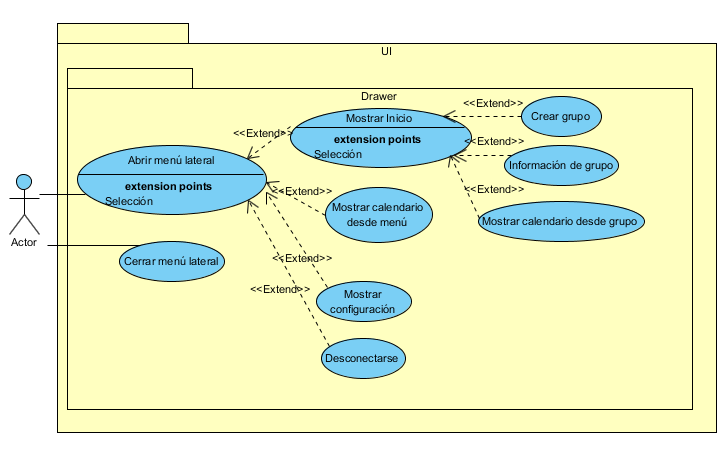 UI
Drawer
<<Extend>>
Mostrar Inicio
Crear grupo
<<Extend>>
extension points
<<Extend>>
Selección
Abrir menú lateral
Información de grupo
extension points
<<Extend>>
<<Extend>>
Selección
Mostrar calendario
desde menú
Mostrar calendario desde grupo
Actor
Cerrar menú lateral
<<Extend>>
<<Extend>>
Mostrar
configuración
Desconectarse